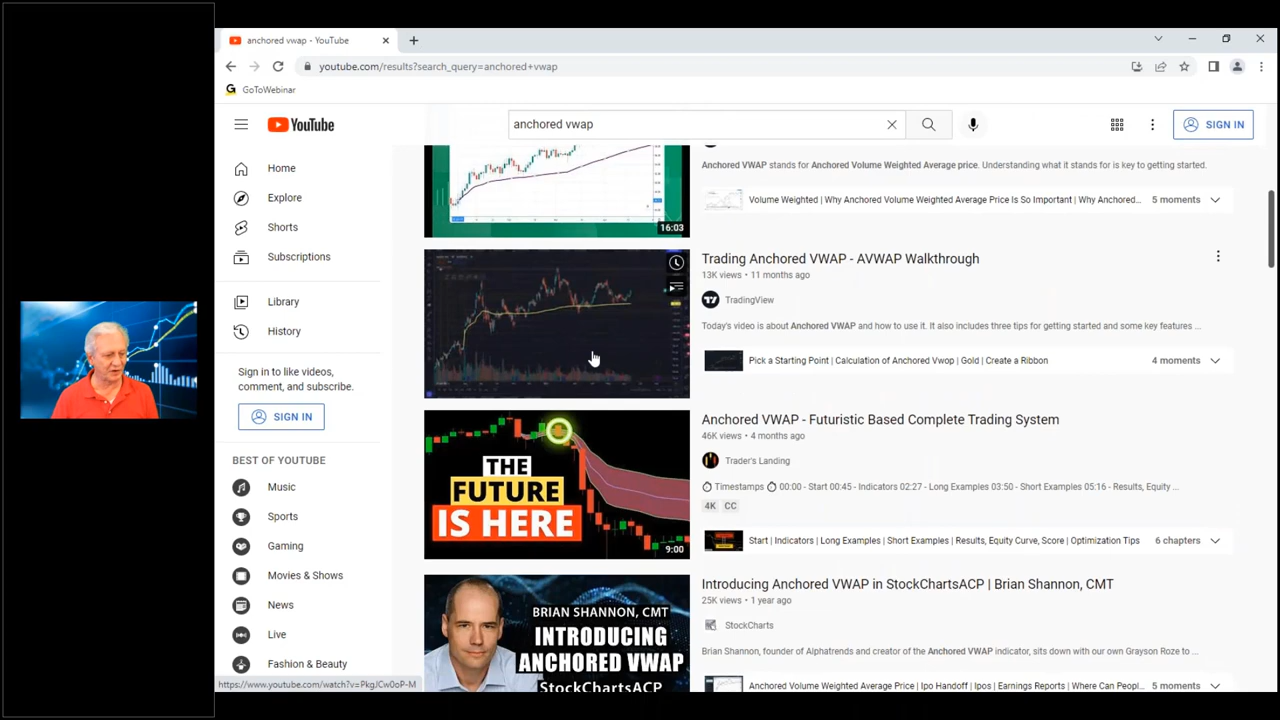 anchored vwap - YouTube
youtube.com/results?search_query=anchored+vwap
GoToWebinar
YouTube
anchored vwap
SIGN IN
Home
Explore
Shorts
Subscriptions
Library
History
Sign in to like videos,
comment, and subscribe.
SIGN IN
BEST OF YOUTUBE
Music
Sports
Gaming
Movies & Shows
News
Live
Fashion & Beauty
https://www.youtube.com/watch?v=PkgJCw0oP-M
16:03
Anchored VWAP stands for Anchored Volume Weighted Average price. Understanding what it stands for is key to getting started.
Volume Weighted | Why Anchored Volume Weighted Average Price Is So Important | Why Anchored...
5 moments
Trading Anchored VWAP - AVWAP Walkthrough
13K views • 11 months ago
TradingView
Today's video is about Anchored VWAP and how to use it. It also includes three tips for getting started and some key features ...
Pick a Starting Point | Calculation of Anchored Vwop | Gold | Create a Ribbon
4 moments
THE
FUTURE
IS HERE
9:00
Anchored VWAP - Futuristic Based Complete Trading System
46K views • 4 months ago
Trader's Landing
Timestamps 00:00 - Start 00:45 - Indicators 02:27 - Long Examples 03:50 - Short Examples 05:16 - Results, Equity ...
4K CC
Start | Indicators | Long Examples | Short Examples | Results, Equity Curve, Score | Optimization Tips
6 chapters
BRIAN SHANNON, CMT
INTRODUCING
ANCHORED VWAP
StockChartsACP
Introducing Anchored VWAP in StockChartsACP | Brian Shannon, CMT
25K views • 1 year ago
StockCharts
Brian Shannon, founder of Alphatrends and creator of the Anchored VWAP indicator, sits down with our own Grayson Roze to ...
Anchored Volume Weighted Average Price | Ipo Handoff | Ipos | Earnings Reports | Where Can Peopl...
5 moments